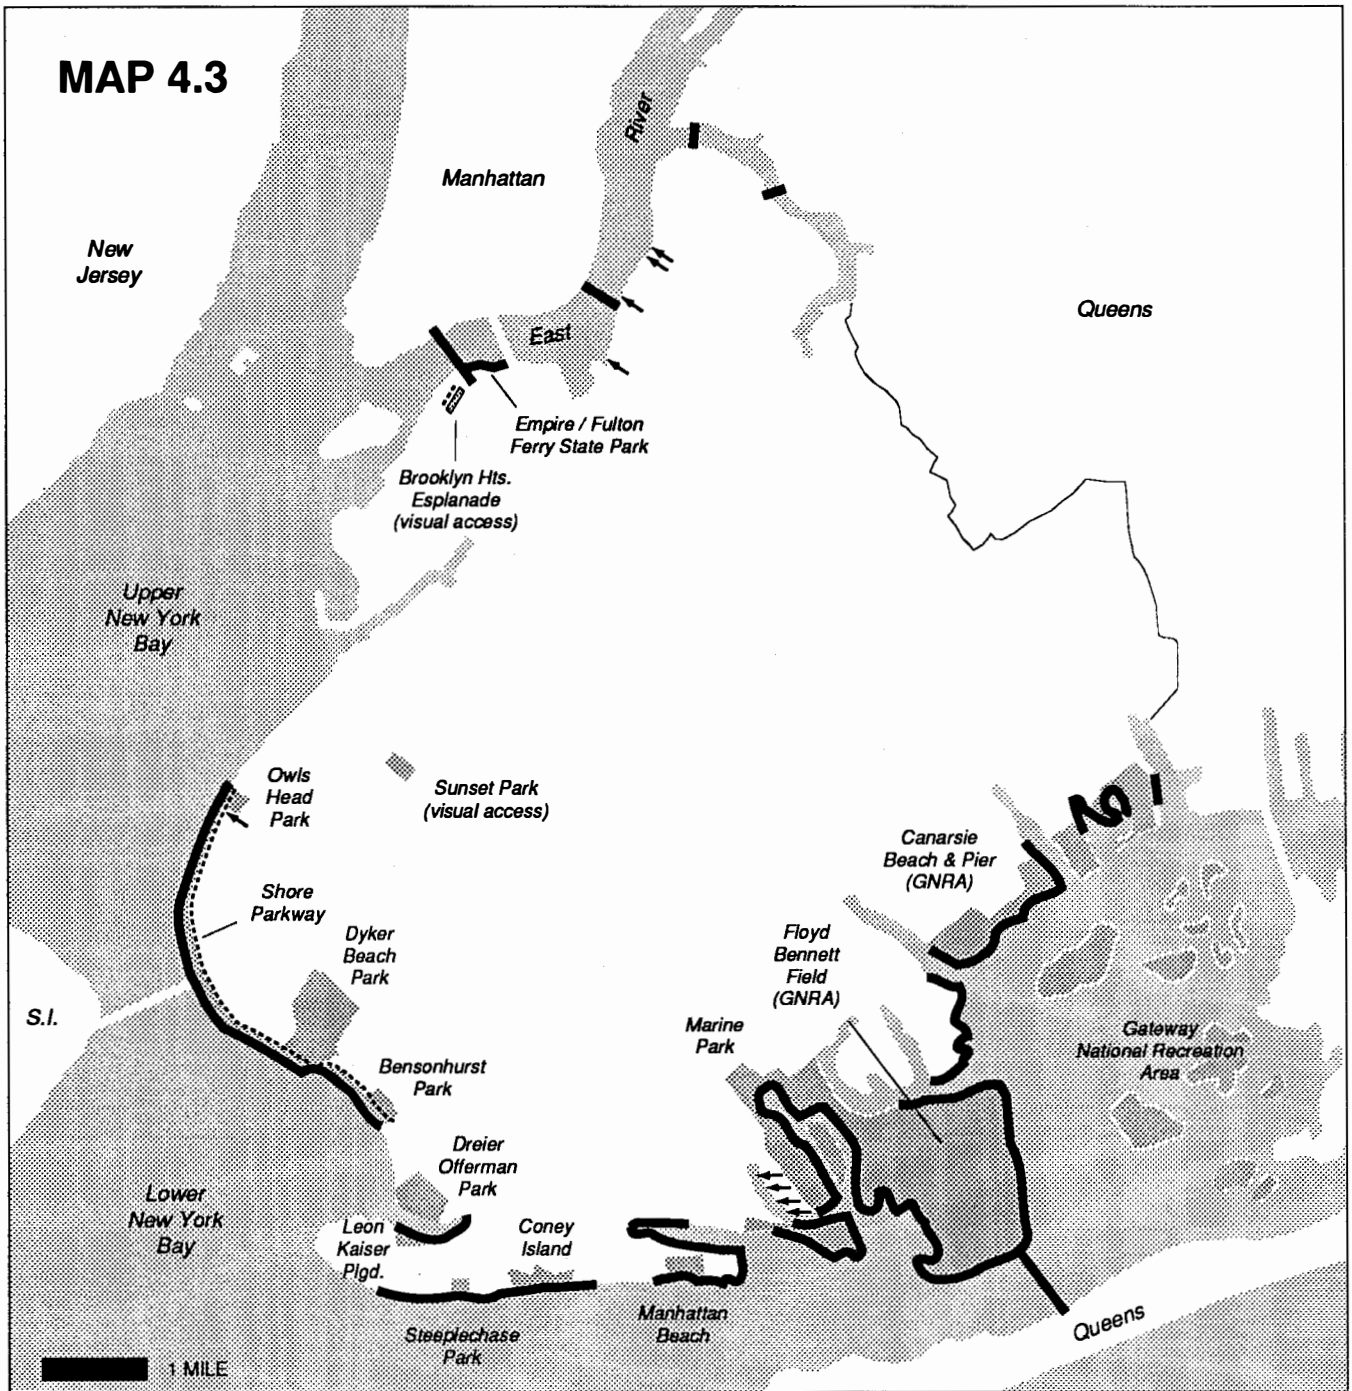 MAP 4.3
River
Manhattan
New
Jersey
Queens
East
Empire / Fulton
Ferry State Park
Brooklyn Hts.
Esplanade
(visual access)
Upper
New York
Bay
Owls
Head
Park
Sunset Park
(visual access)
Canarsie
Beach & Pier
(GNRA)
Shore
Parkway
Dyker
Beach
Park
Floyd
Bennett
Field
(GNRA)
S.I.
Marine
Park
Gateway
National Recreation
Area
Bensonhurst
Park
Dreier
Offerman
Park
Lower
New York
Bay
Leon
Kaiser
Plgd.
Coney
Island
Manhattan
Beach
Queens
Steeplechase
Park
1 MILE